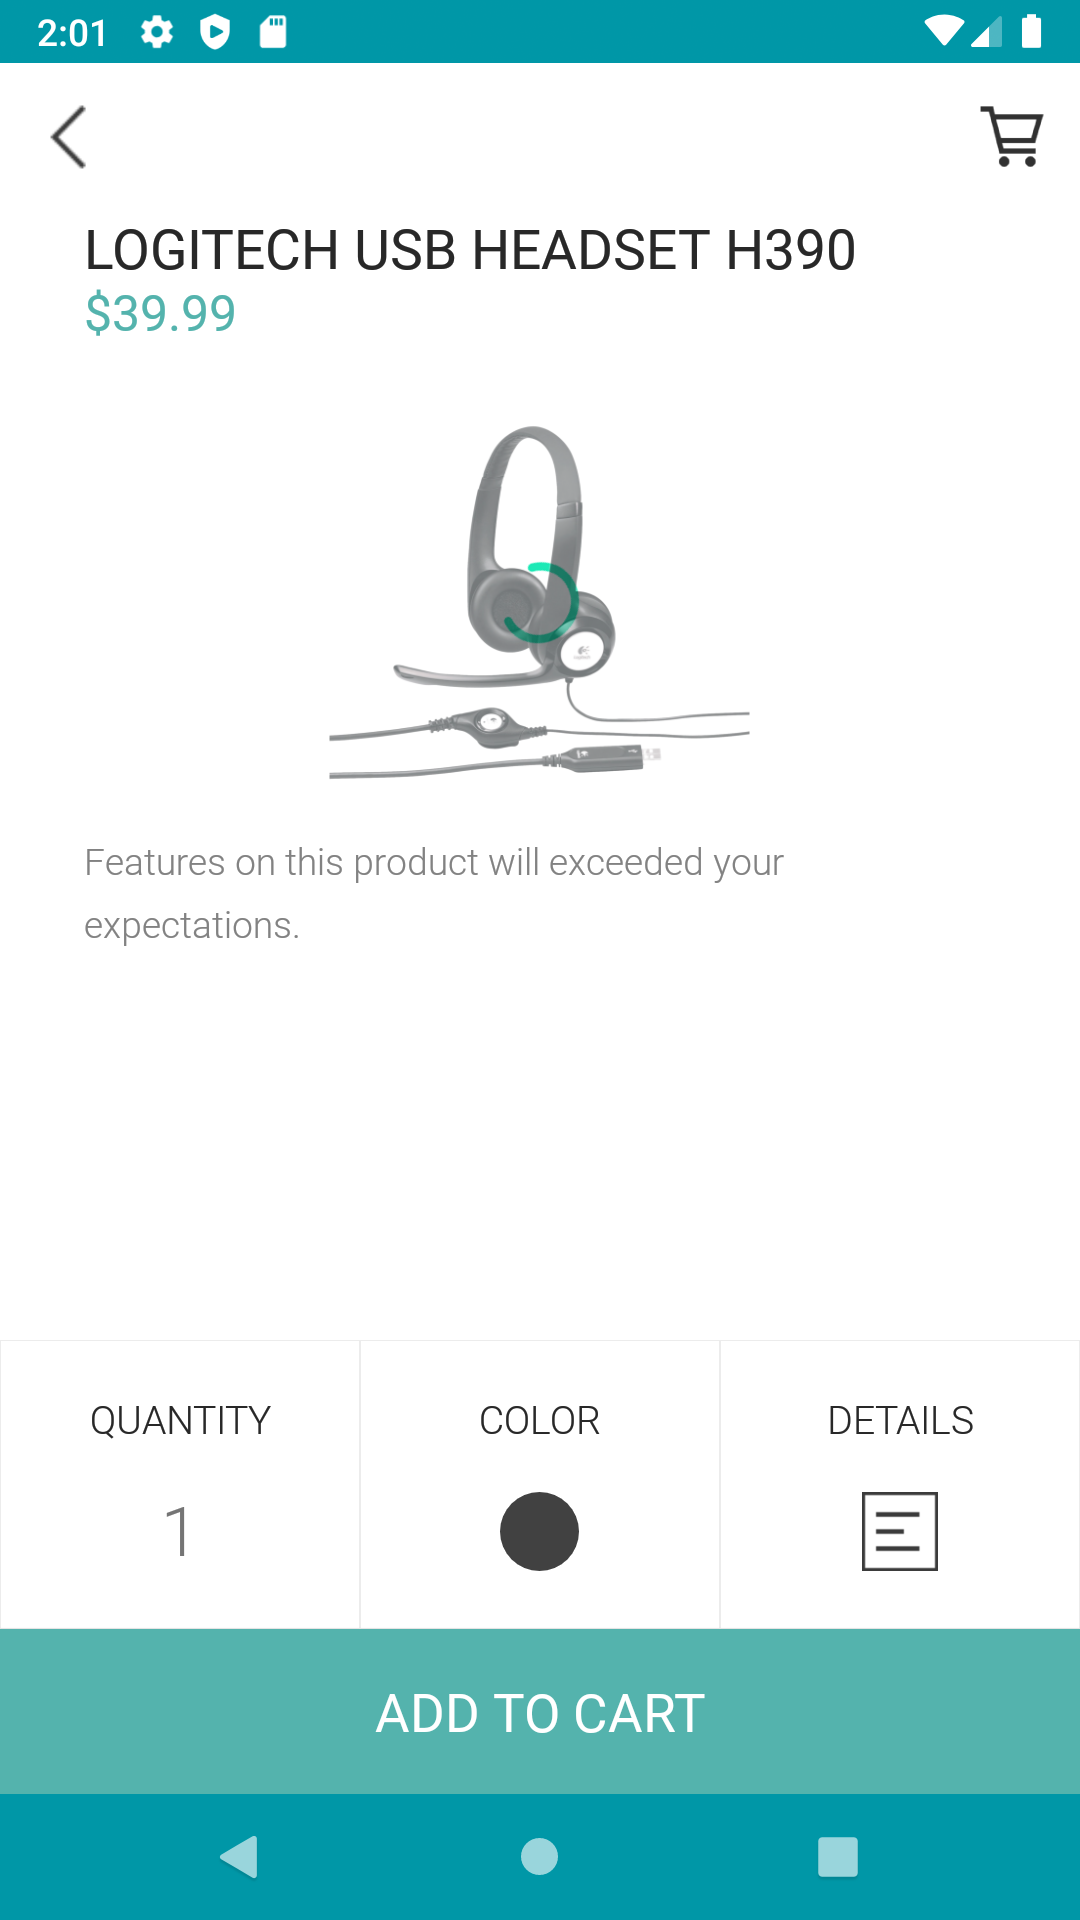 2:01
LOGITECH USB HEADSET H390
$39.99
Features on this product will exceeded your
expectations.
QUANTITY
COLOR
DETAILS
1
ADD TO CART